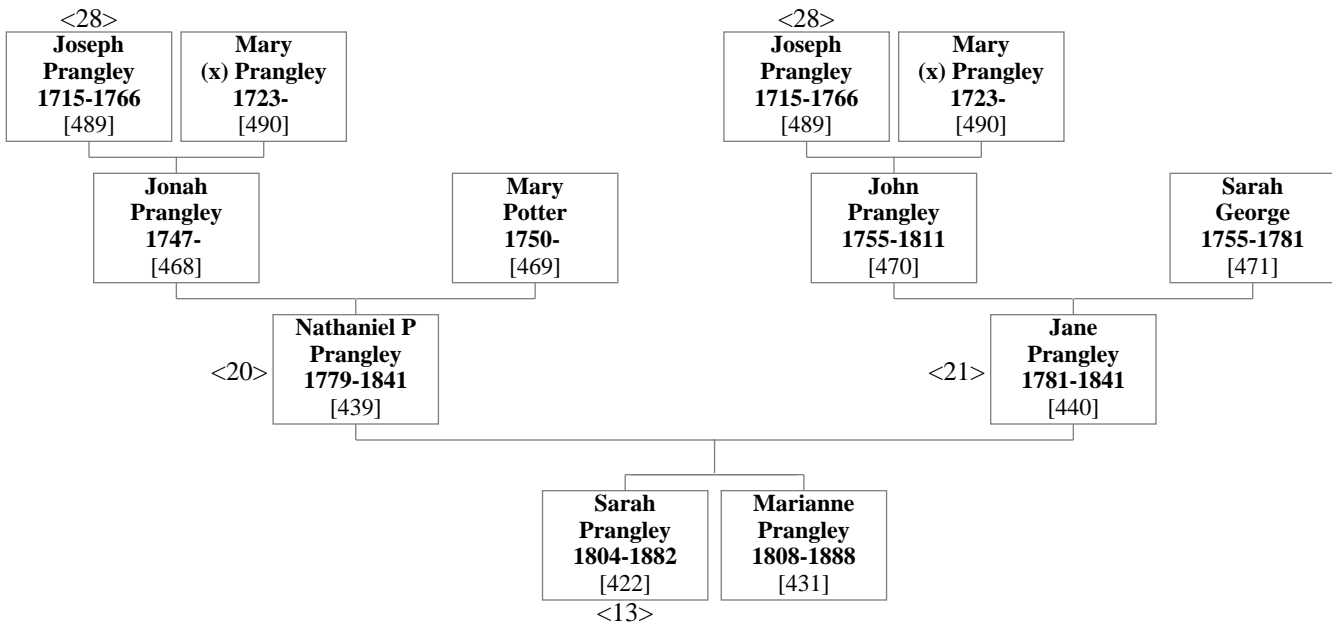 <28>
Joseph
Prangley
1715-1766
[489]
Mary
(x) Prangley
1723-
[490]
<28>
Joseph
Prangley
1715-1766
[489]
Mary
(x) Prangley
1723-
[490]
Jonah
Prangley
1747-
[468]
Mary
Potter
1750-
[469]
John
Prangley
1755-1811
[470]
Sarah
George
1755-1781
[471]
<20>
Nathaniel P
Prangley
1779-1841
[439]
<21>
Jane
Prangley
1781-1841
[440]
Sarah
Prangley
1804-1882
[422]
<13>
Marianne
Prangley
1808-1888
[431]